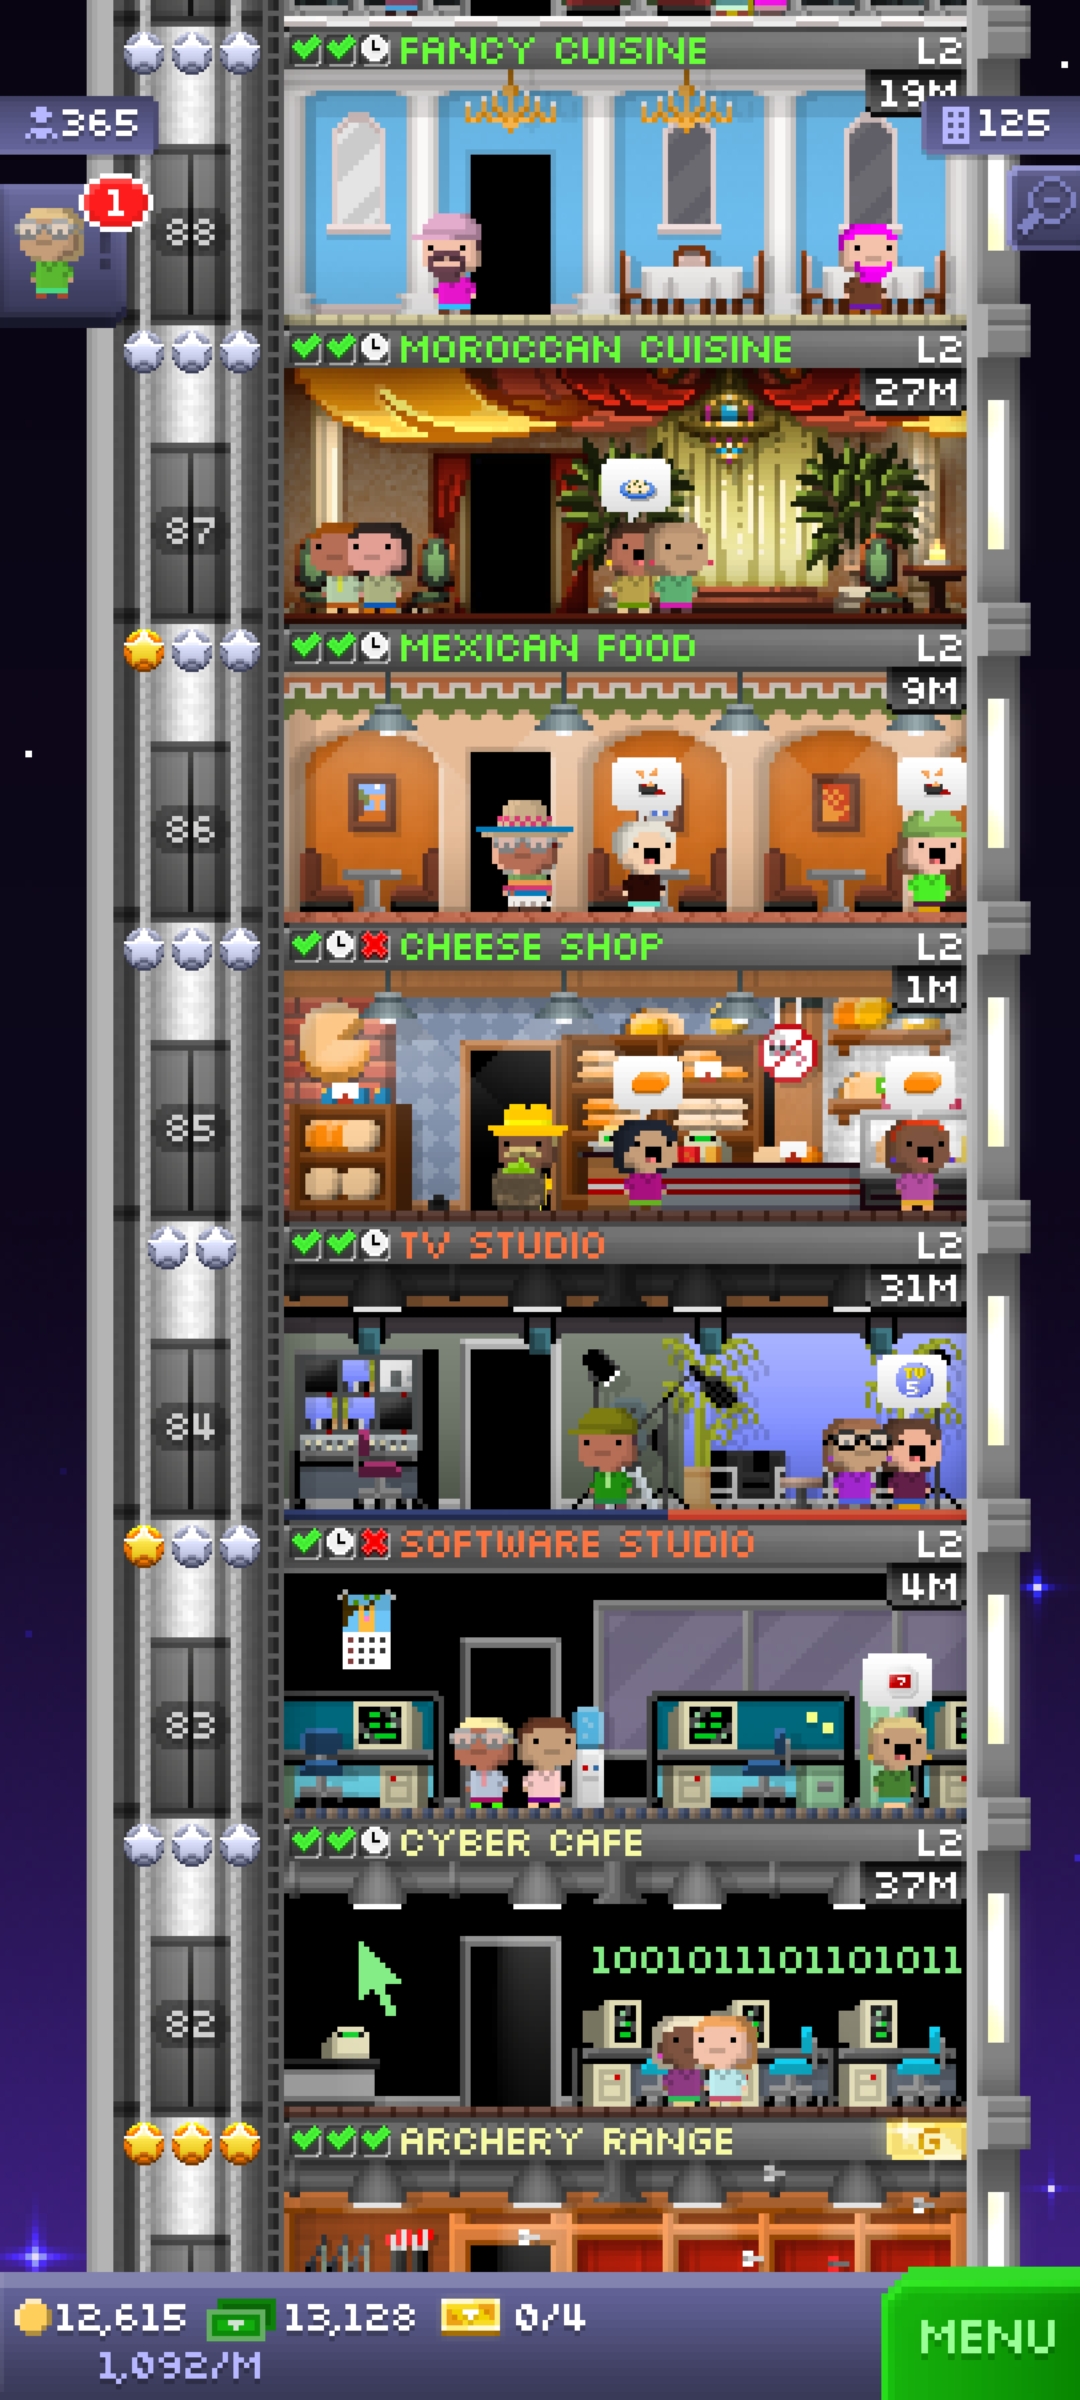 FANCY CUISINE L2
19M
365
125
1
88
MOROCCAN CUISINE L2
27M
87
MEXICAN FOOD L2
9M
86
CHEESE SHOP L2
1M
85
TV STUDIO L2
31M
TV
5
84
SOFTWARE STUDIO L2
4M
83
CYBER CAFE L2
37M
1001011101101011
82
ARCHERY RANGE G
12,615 13,128 0/4
1,092/M
MENU